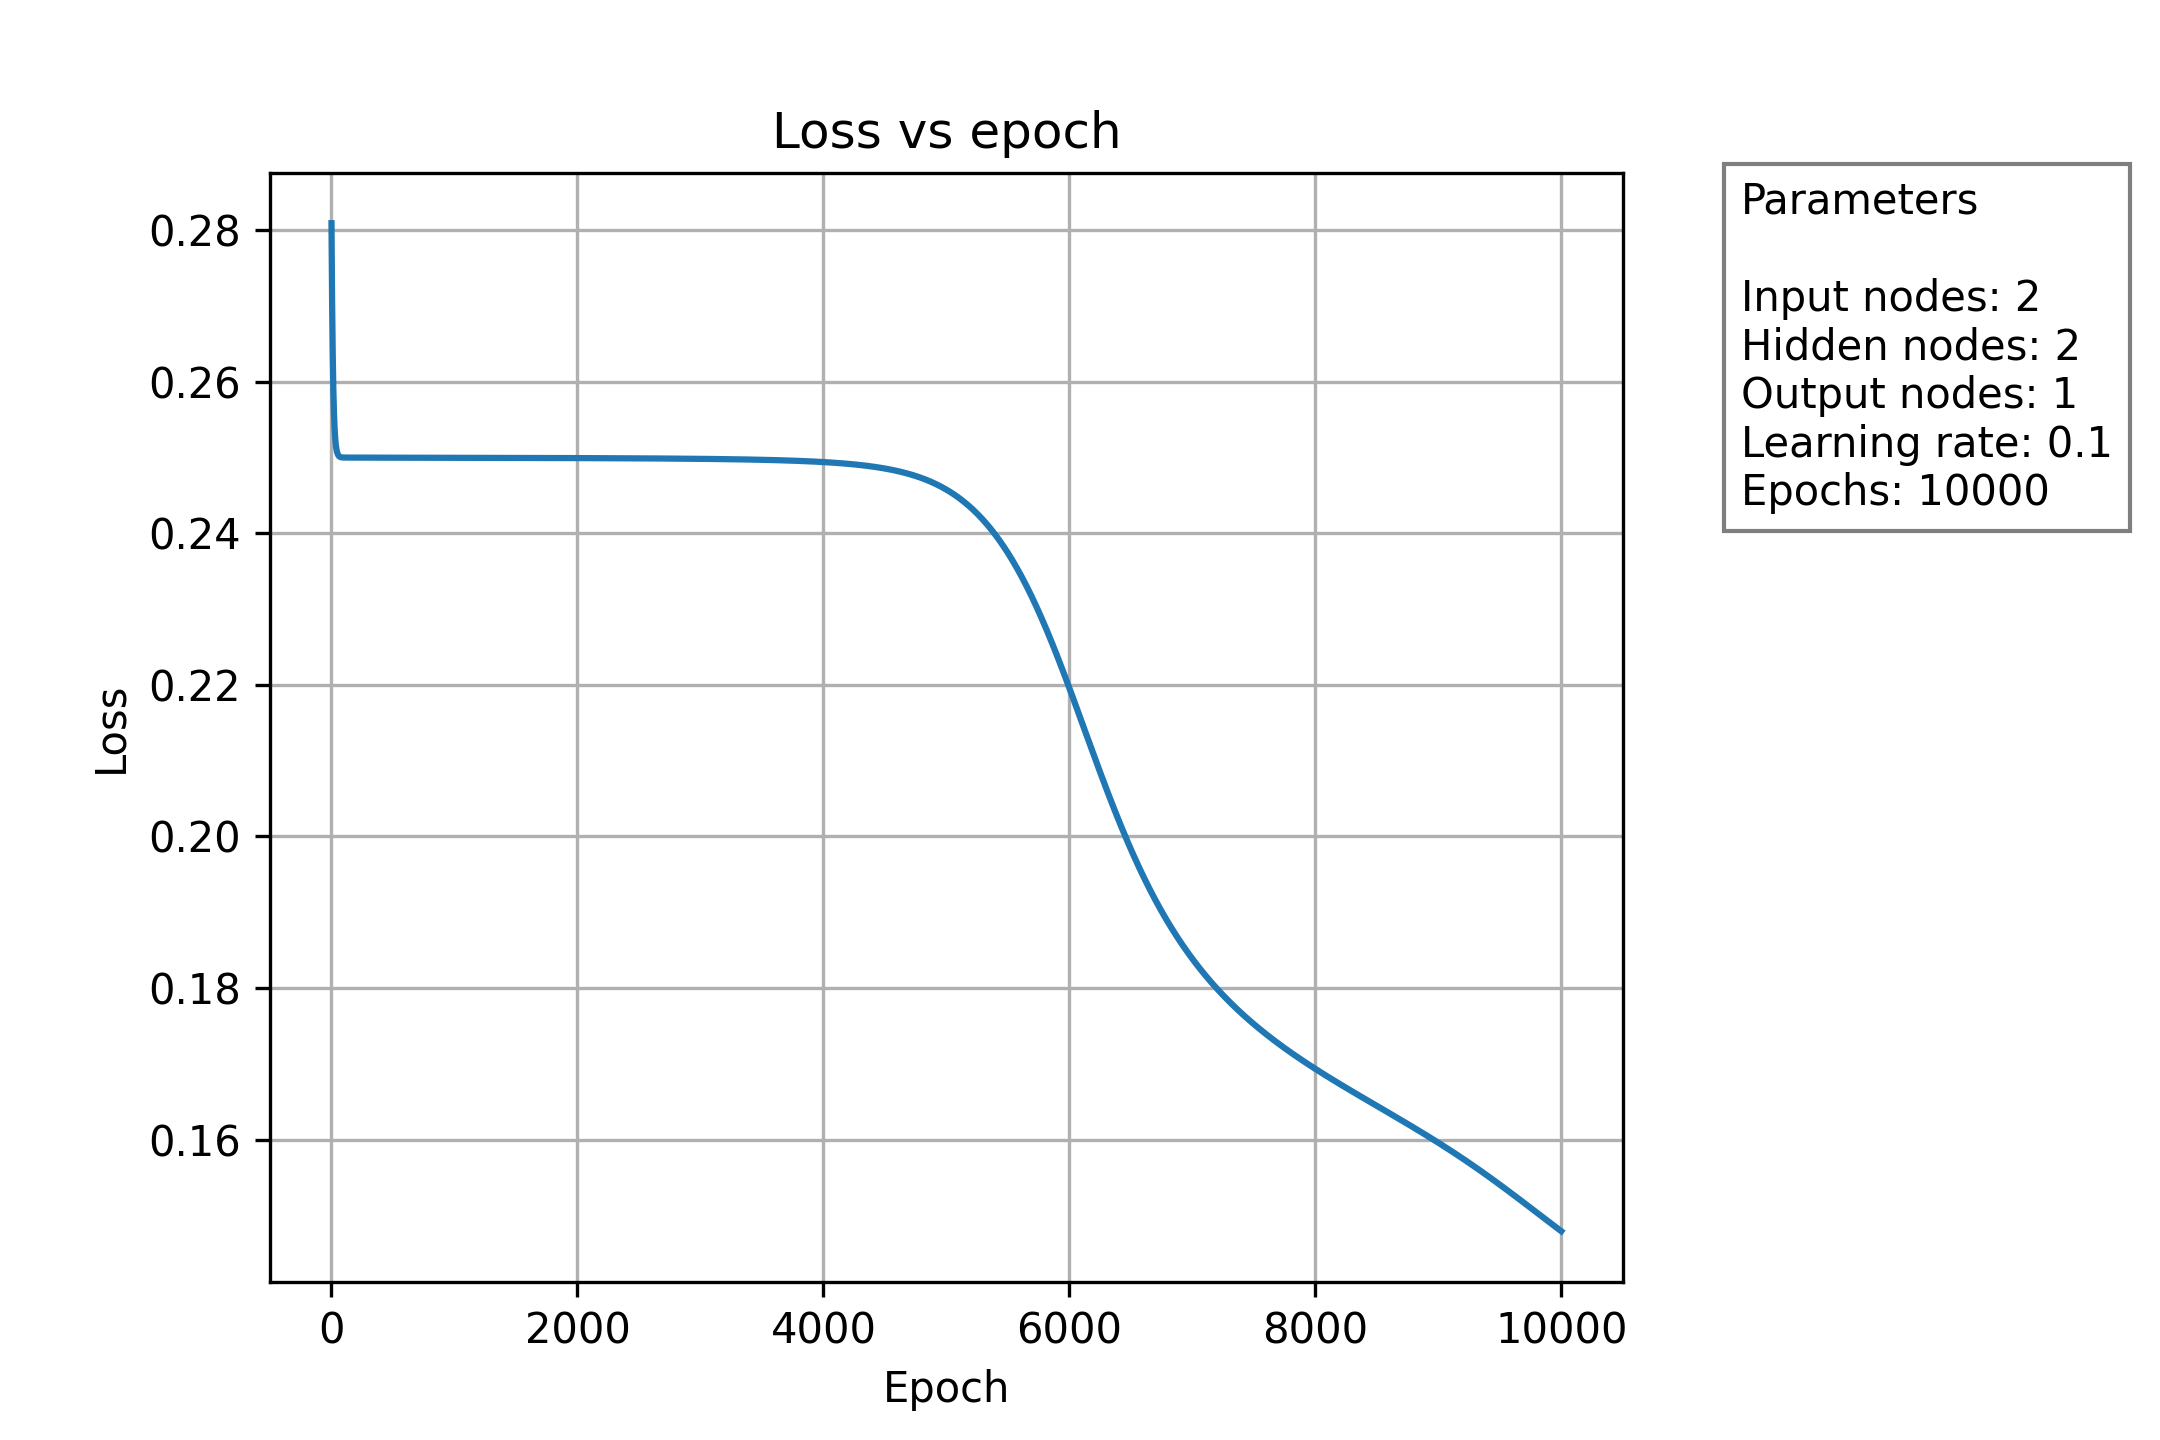 Loss vs epoch
Parameters
Input nodes: 2
Hidden nodes: 2
Output nodes: 1
Learning rate: 0.1
Epochs: 10000
0.28
0.26
0.24
0.22
0.20
0.18
0.16
Loss
0 2000 4000 6000 8000 10000
Epoch